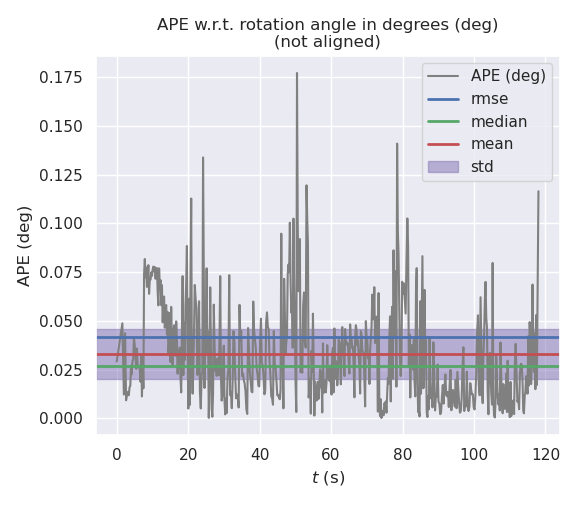 APE w.r.t. rotation angle in degrees (deg)
(not aligned)
APE (deg)
rmse
median
mean
std
APE (deg)
0.175
0.150
0.125
0.100
0.075
0.050
0.025
0.000
0 20 40 60 80 100 120
t (s)